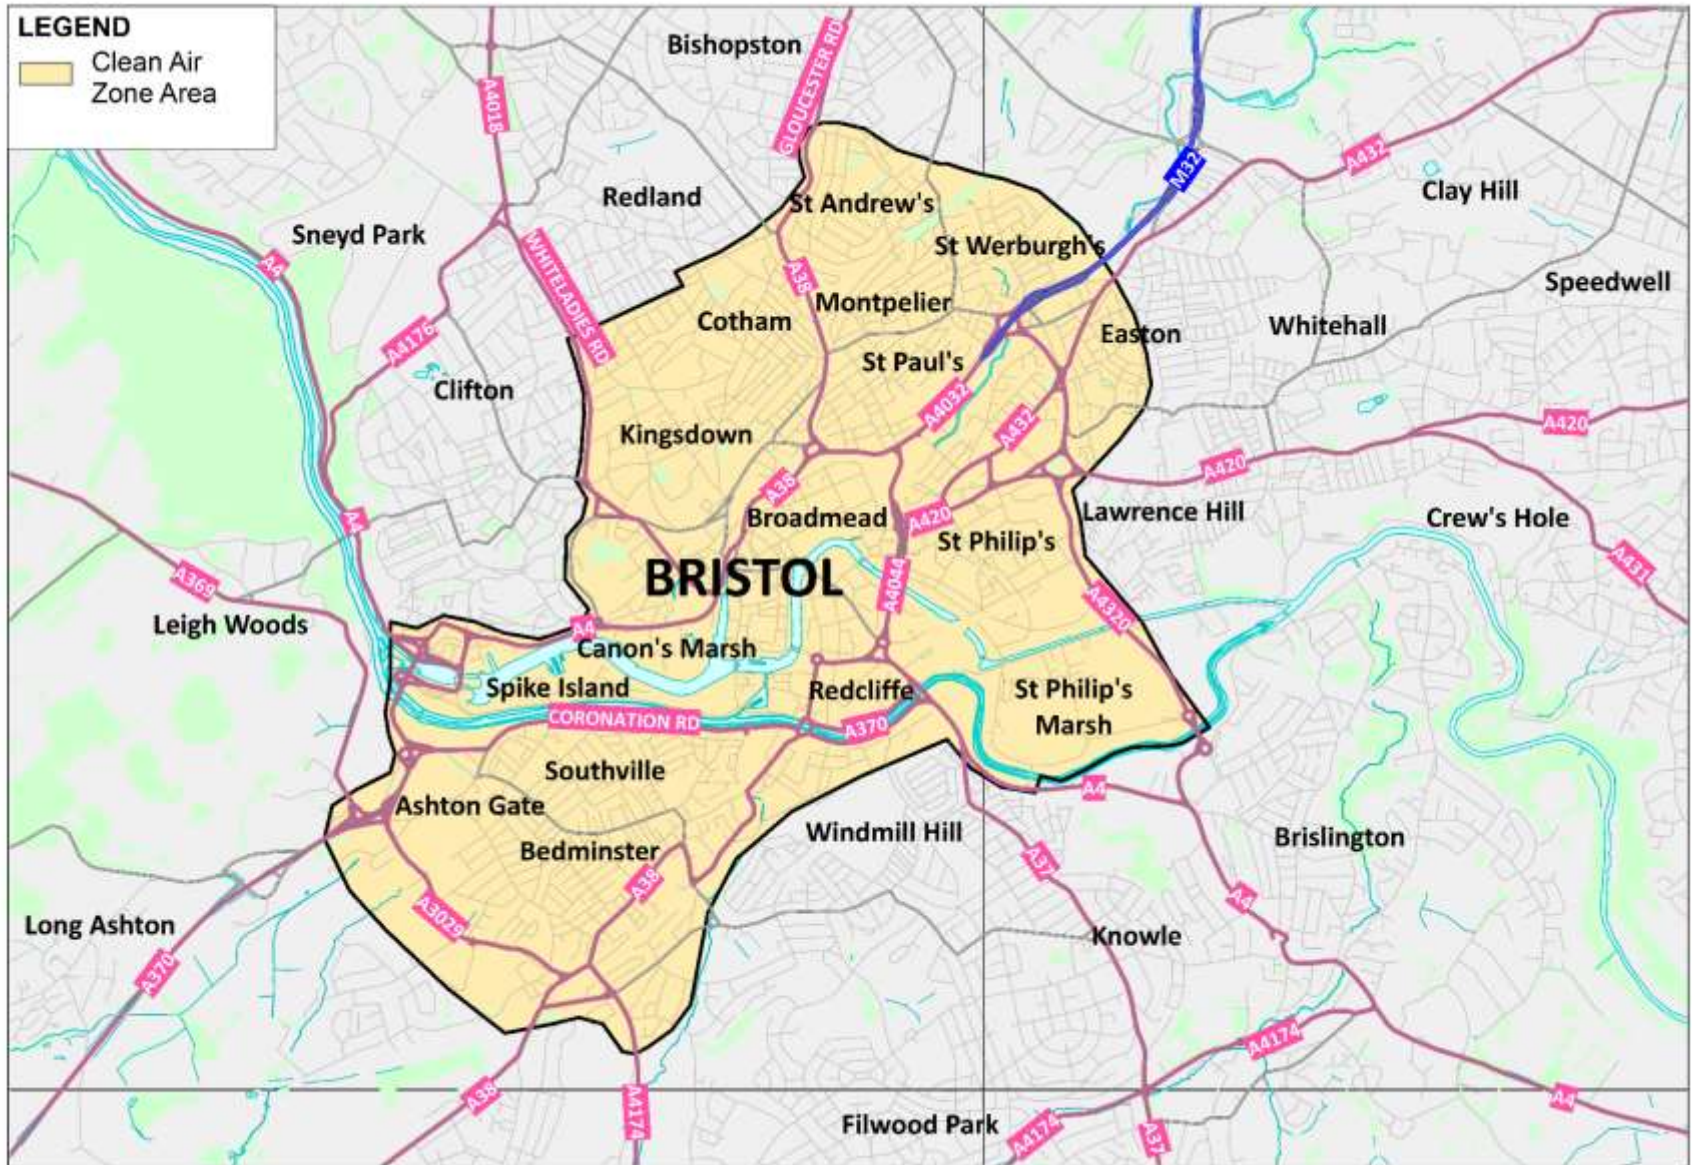 LEGEND
Clean Air
Zone Area
Bishopston
GLOUCESTER RD
A4018
M32
A432
Clay Hill
Redland
St Andrew's
Sneyd Park
A4
WHITELADIES RD
St Werburgh's
A38
Speedwell
Montpelier
Cotham
Easton
Whitehall
A4176
St Paul's
Clifton
A4032
A432
A420
Kingsdown
A420
A38
Broadmead
A420
Lawrence Hill
Crew's Hole
A4
St Philip's
BRISTOL
A4044
A369
A431
A4320
Leigh Woods
A4
Canon's Marsh
Spike Island
Redcliffe
St Philip's
Marsh
CORONATION RD
A370
Southville
Ashton Gate
A4
Windmill Hill
Brislington
Bedminster
A38
A37
A4
A3029
Long Ashton
Knowle
A370
A4174
A38
A4174
A4
Filwood Park
A4174
A37